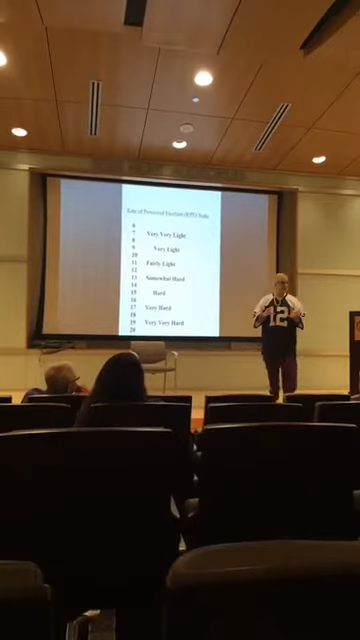 Rate of Perceived Exertion (RPE) Scale
6
7 Very Very Light
8
9 Very Light
10
11 Fairly Light
12
13 Somewhat Hard
14
15 Hard
16
17 Very Hard
18
19 Very Very Hard
20
12